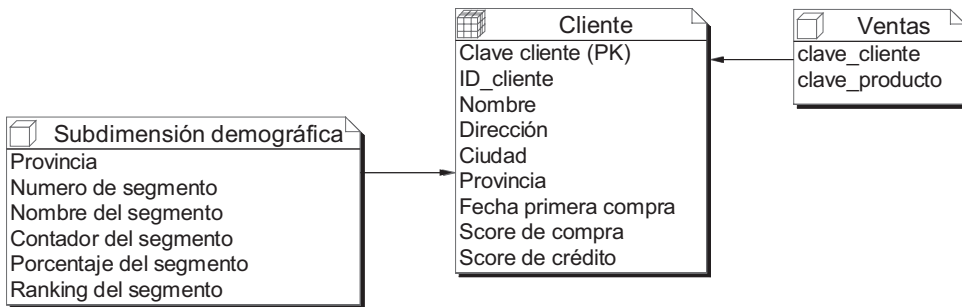 Cliente
Clave cliente (PK)
ID_cliente
Nombre
Dirección
Ciudad
Provincia
Fecha primera compra
Score de compra
Score de crédito
Ventas
clave_cliente
clave_producto
Subdimensión demográfica
Provincia
Numero de segmento
Nombre del segmento
Contador del segmento
Porcentaje del segmento
Ranking del segmento